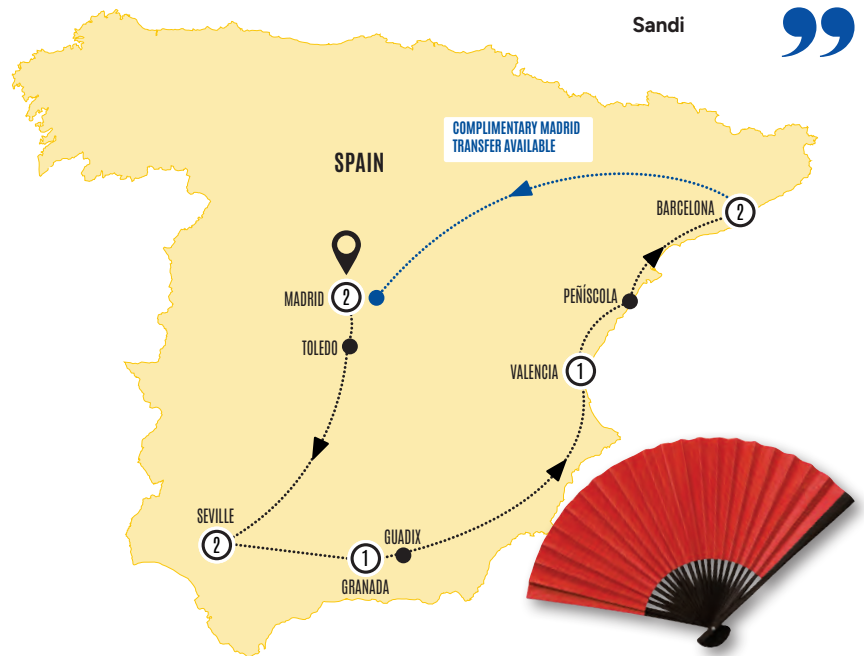 Sandi
”
COMPLIMENTARY MADRID
TRANSFER AVAILABLE
SPAIN
BARCELONA
2
MADRID
2
PEÑÍSCOLA
TOLEDO
VALENCIA
1
SEVILLE
2
GUADIX
1
GRANADA